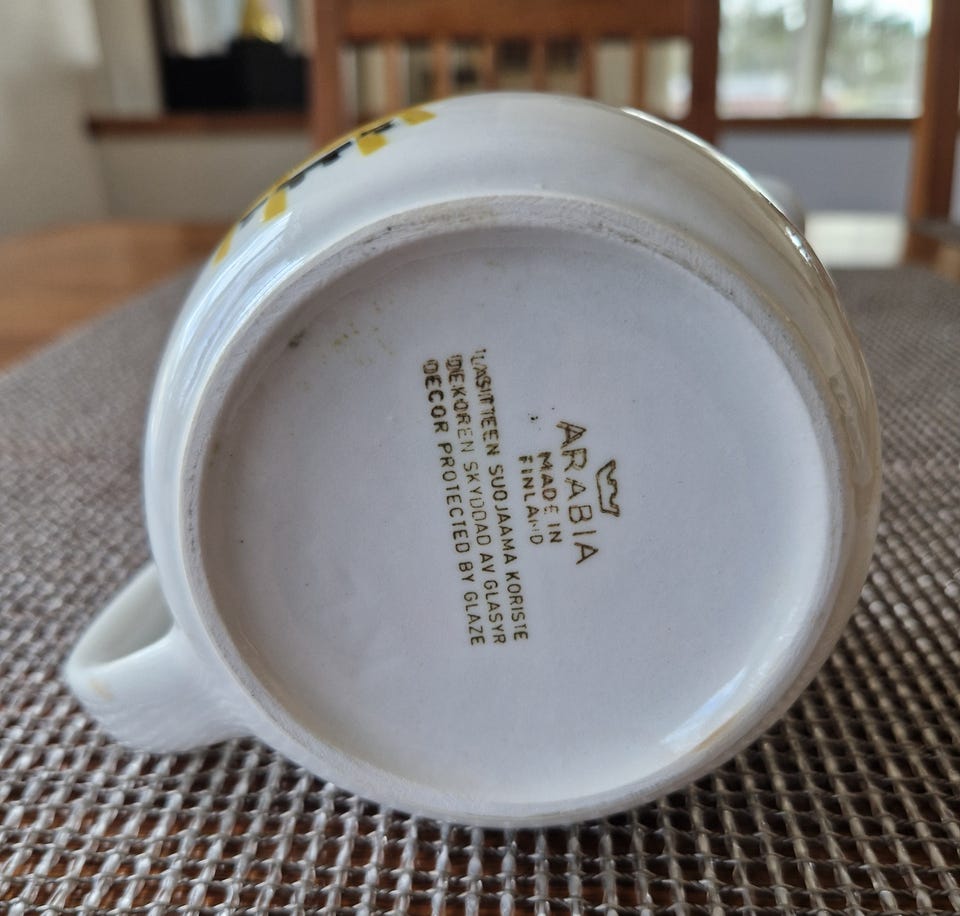 ARABIA
MADE IN
FINLAND
LASITTEEN SUOJAAMA KORISTE
DEKOREN SKYDDAD AV GLASYR
DECOR PROTECTED BY GLAZE